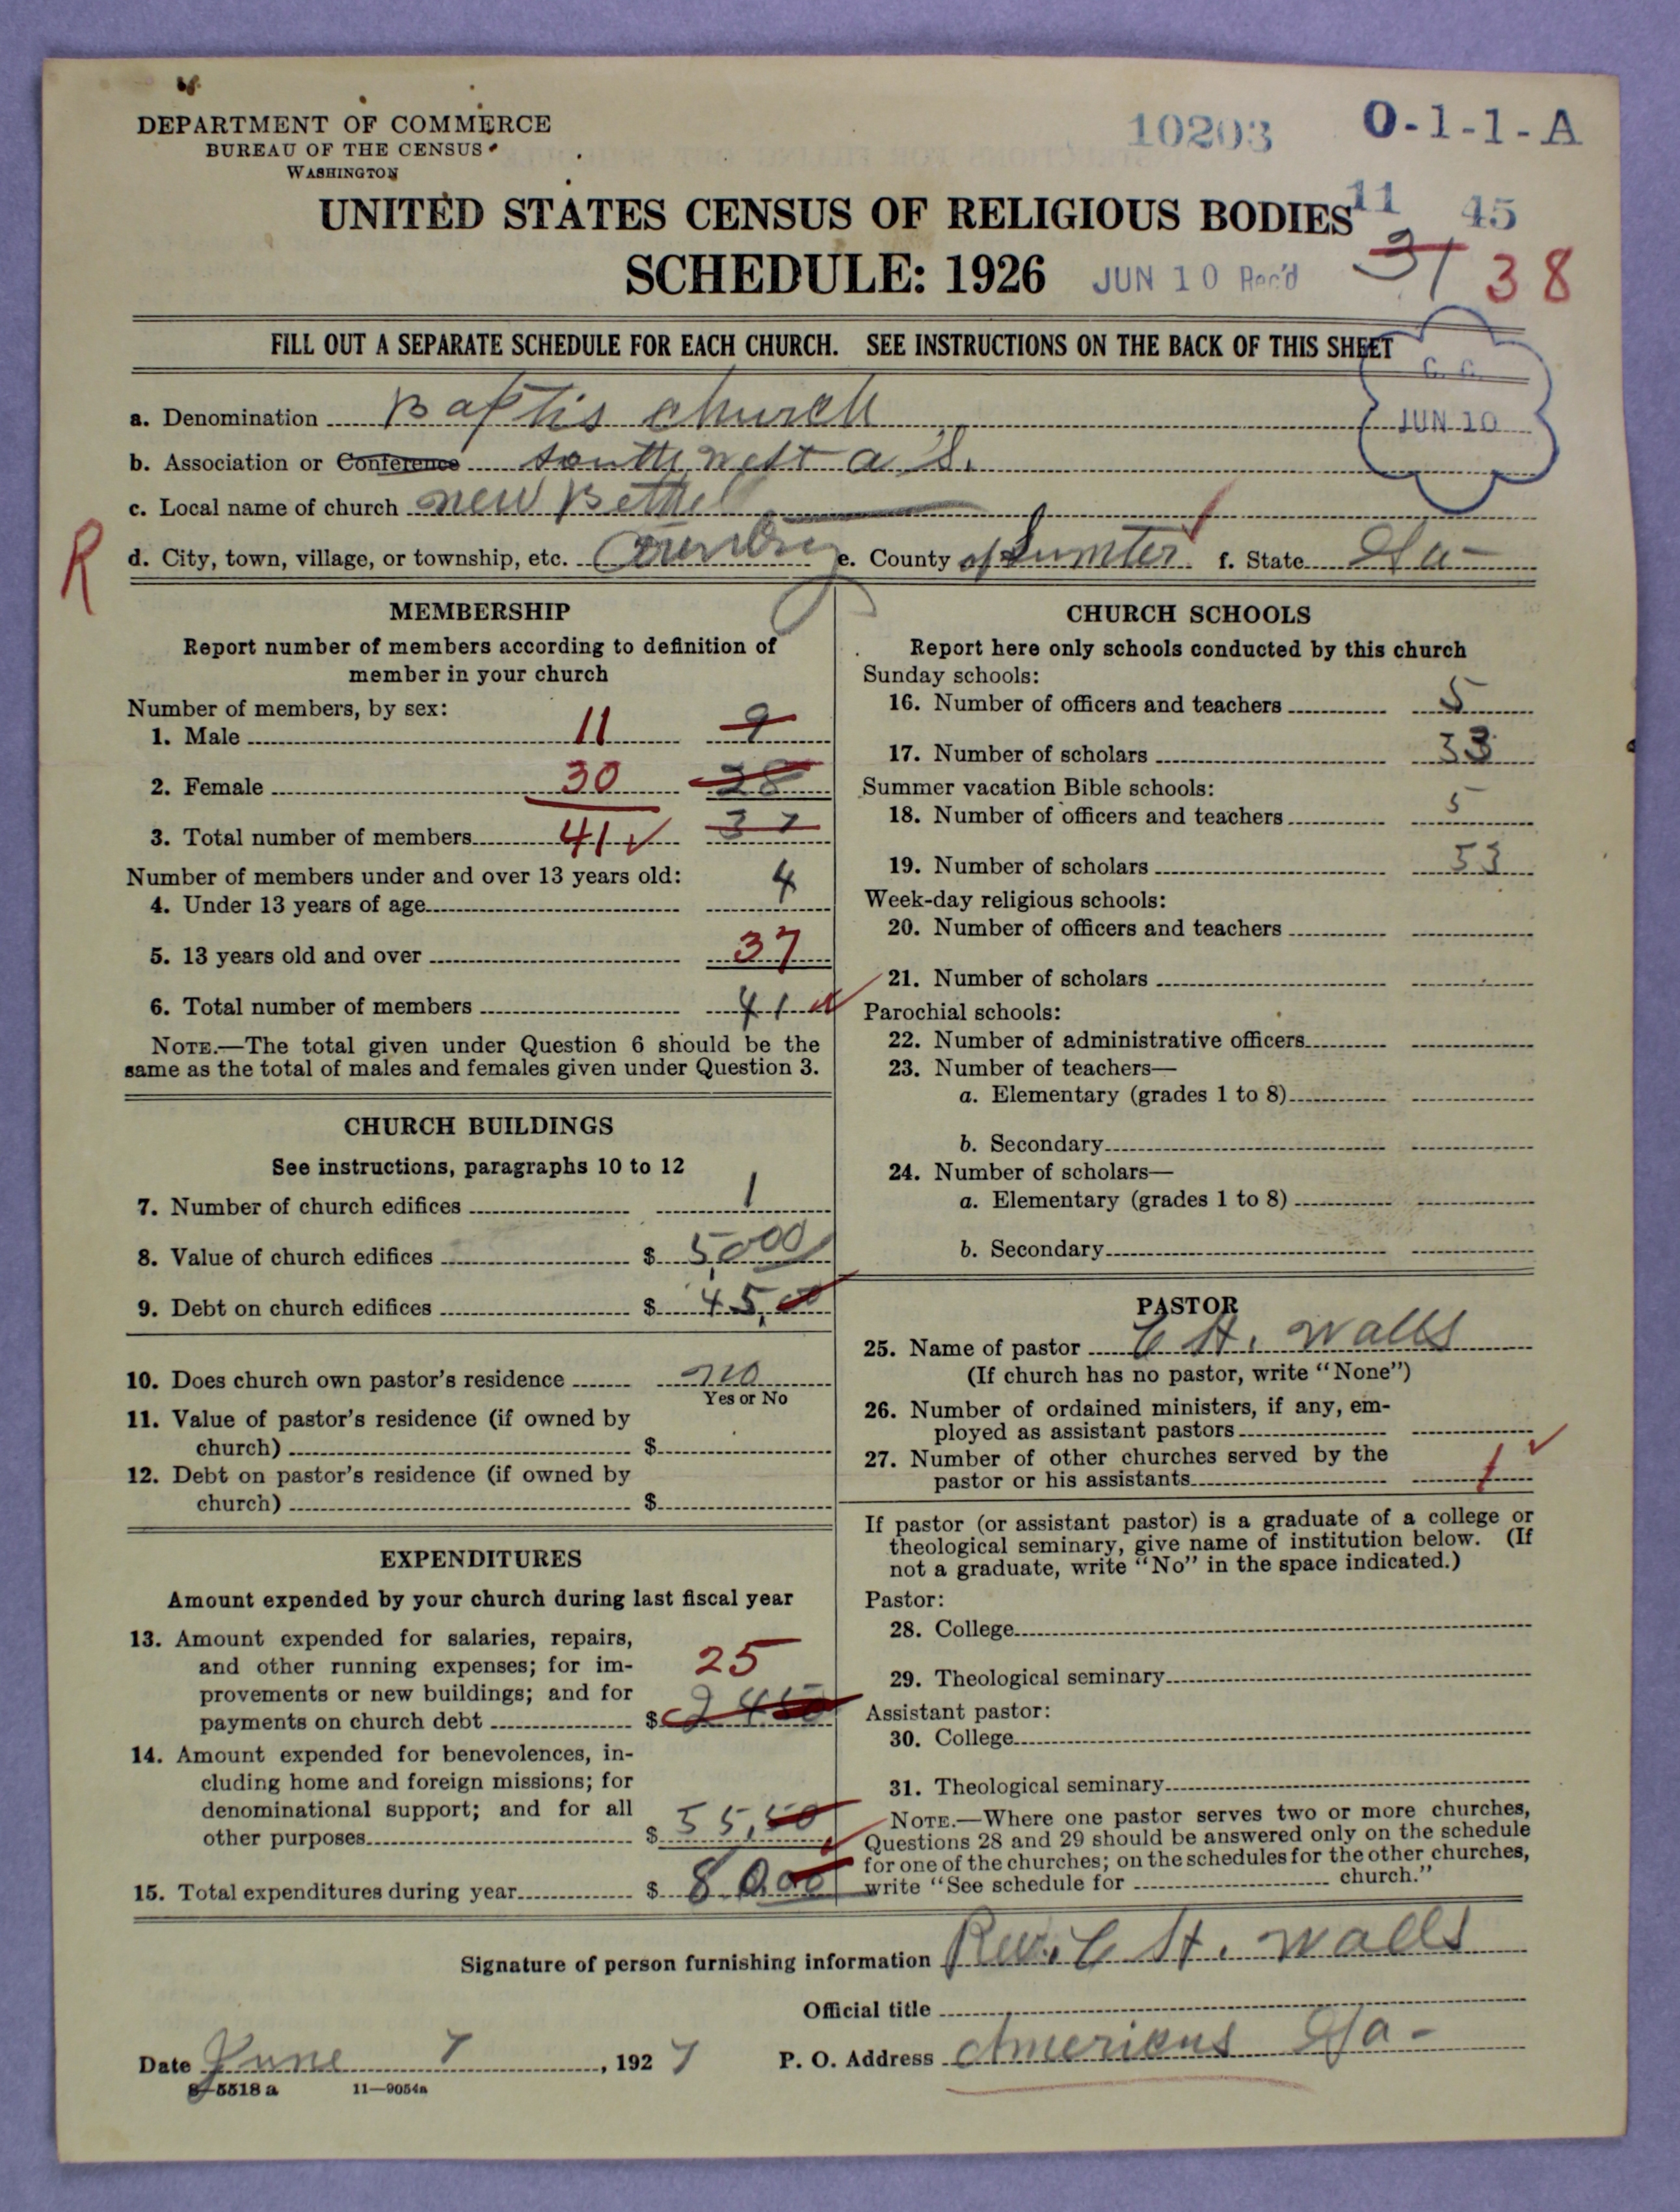 DEPARTMENT OF COMMERCE
BUREAU OF THE CENSUS
WASHINGTON
10203
O-1-1-A
UNITED STATES CENSUS OF RELIGIOUS BODIES
11 45
SCHEDULE: 1926
JUN 10 Rec'd
31 38
FILL OUT A SEPARATE SCHEDULE FOR EACH CHURCH. SEE INSTRUCTIONS ON THE BACK OF THIS SHEET
JUN 10
a. Denomination Baptis church
b. Association or Conference South west a S.
c. Local name of church new Bethel
R
d. City, town, village, or township, etc. e. County of Sumter f. State Ga-
MEMBERSHIP
Report number of members according to definition of
member in your church
Number of members, by sex:
1. Male 11 9
2. Female 30 28
3. Total number of members 41 ✓ 37
Number of members under and over 13 years old:
4. Under 13 years of age 4
5. 13 years old and over 37
6. Total number of members 41
NOTE.—The total given under Question 6 should be the
same as the total of males and females given under Question 3.
CHURCH BUILDINGS
See instructions, paragraphs 10 to 12
7. Number of church edifices 1
8. Value of church edifices $ 5,000
9. Debt on church edifices $ 45,00
10. Does church own pastor's residence no
Yes or No
11. Value of pastor's residence (if owned by
church) $
12. Debt on pastor's residence (if owned by
church) $
EXPENDITURES
Amount expended by your church during last fiscal year
13. Amount expended for salaries, repairs,
and other running expenses; for im-
provements or new buildings; and for
payments on church debt $ 25 2450
14. Amount expended for benevolences, in-
cluding home and foreign missions; for
denominational support; and for all
other purposes $ 55,50
15. Total expenditures during year $ 80.00
CHURCH SCHOOLS
Report here only schools conducted by this church
Sunday schools:
16. Number of officers and teachers 5
17. Number of scholars 33
Summer vacation Bible schools:
18. Number of officers and teachers 5
19. Number of scholars 53
Week-day religious schools:
20. Number of officers and teachers
21. Number of scholars
Parochial schools:
22. Number of administrative officers
23. Number of teachers—
a. Elementary (grades 1 to 8)
b. Secondary
24. Number of scholars—
a. Elementary (grades 1 to 8)
b. Secondary
PASTOR
25. Name of pastor C H. Walls
(If church has no pastor, write "None")
26. Number of ordained ministers, if any, em-
ployed as assistant pastors
27. Number of other churches served by the
pastor or his assistants 1 ✓
If pastor (or assistant pastor) is a graduate of a college or
theological seminary, give name of institution below. (If
not a graduate, write "No" in the space indicated.)
Pastor:
28. College
29. Theological seminary
Assistant pastor:
30. College
31. Theological seminary
NOTE.—Where one pastor serves two or more churches,
Questions 28 and 29 should be answered only on the schedule
for one of the churches; on the schedules for the other churches,
write "See schedule for church."
Signature of person furnishing information Rev. C H. Walls
Official title
Date June 7, 1927 P. O. Address Americus Ga-
8-5518 a 11-9054a